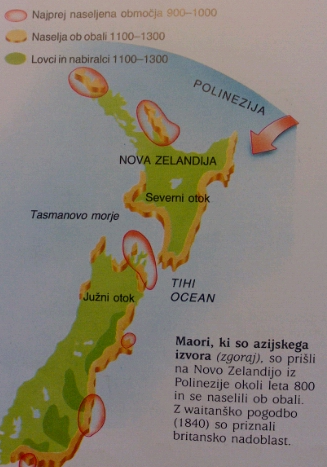 Najprej naseljena območja 900–1000
Naselja ob obali 1100–1300
Lovci in nabiralci 1100–1300
POLINEZIJA
NOVA ZELANDIJA
Severni otok
Tasmanovo morje
TIHI
OCEAN
Južni otok
Maori, ki so azijskega
izvora (zgoraj), so prišli
na Novo Zelandijo iz
Polinezije okoli leta 800
in se naselili ob obali.
Z waitanško pogodbo
(1840) so priznali
britansko nadoblast.